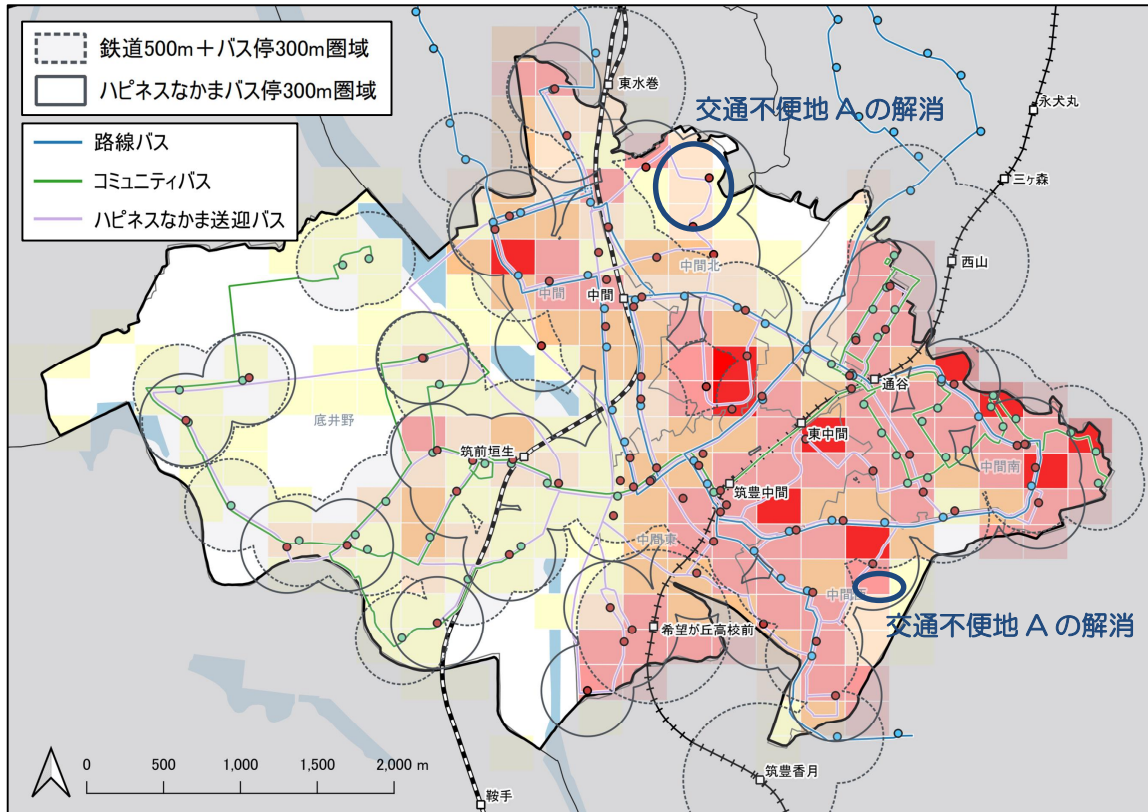 鉄道500m＋バス停300m圏域
ハピネスなかまバス停300m圏域
路線バス
コミュニティバス
ハピネスなかま送迎バス
東水巻
交通不便地 A の解消
永犬丸
三ヶ森
西山
中間北
中間
中間
通谷
底井野
東中間
筑前垣生
中間南
筑豊中間
中間東
希望が丘高校前
交通不便地 A の解消
0 500 1,000 1,500 2,000 m
筑豊香月
鞍手